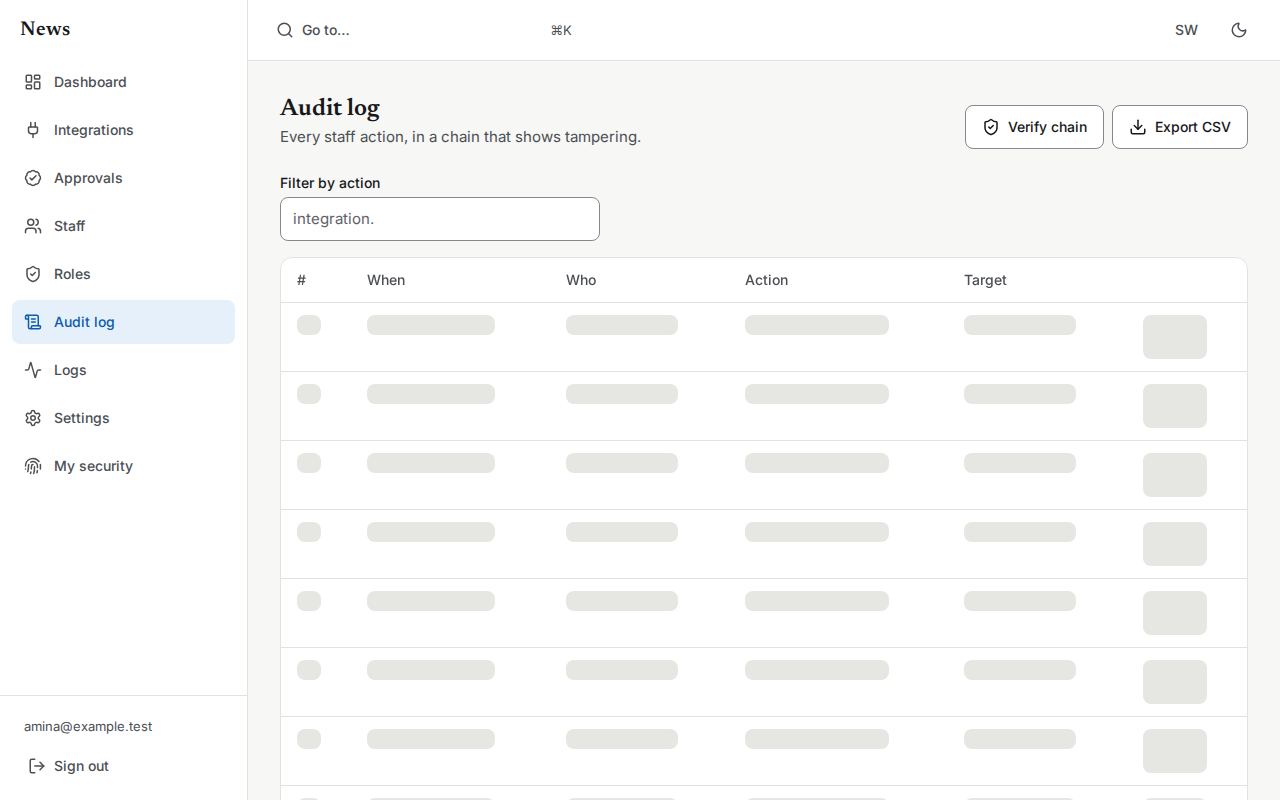 News
Go to...
⌘K
SW
Dashboard
Integrations
Approvals
Staff
Roles
Audit log
Logs
Settings
My security
amina@example.test
Sign out
Audit log
Every staff action, in a chain that shows tampering.
Verify chain
Export CSV
Filter by action
integration.
# When Who Action Target